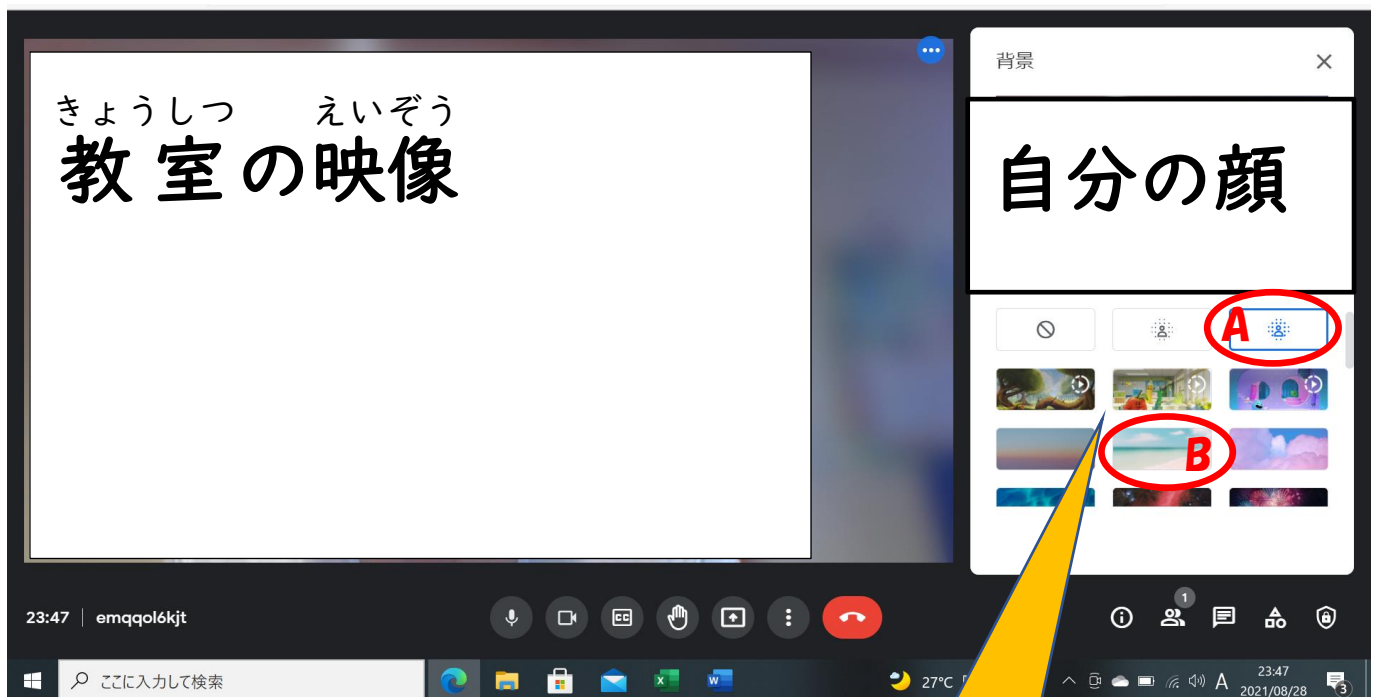 背景
きょうしつ えいぞう
教室の映像
自分の顔
A
B
23:47 | emqqol6kjt
CC
1
ここに入力して検索
27°C
A
23:47
2021/08/28
3